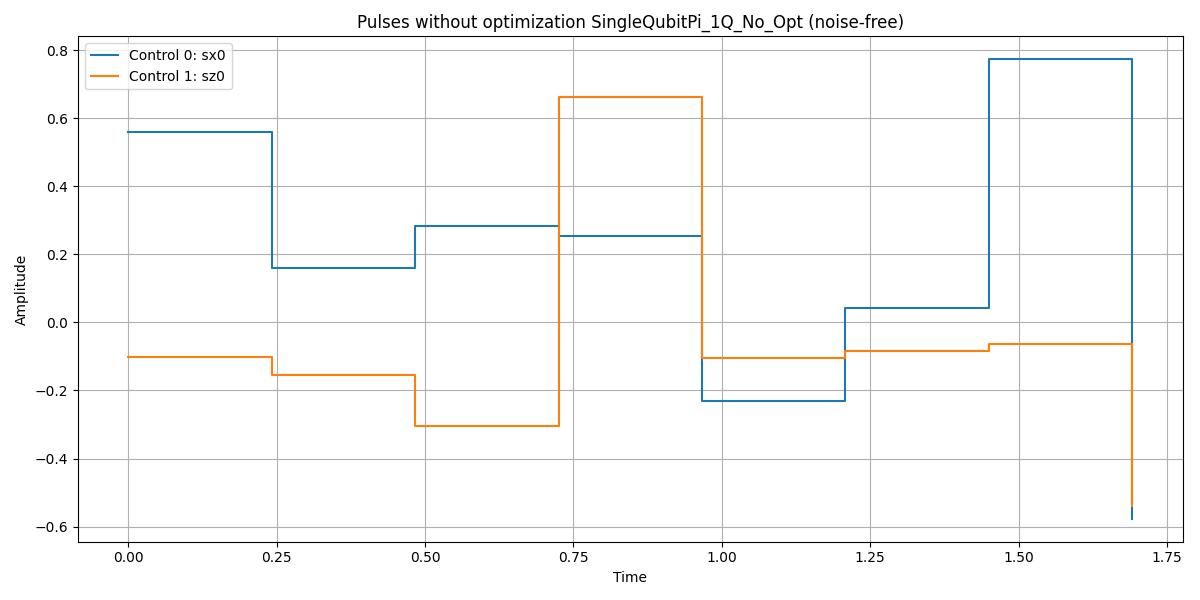 Pulses without optimization SingleQubitPi_1Q_No_Opt (noise-free)
Control 0: sx0
Control 1: sz0
Amplitude
0.8
0.6
0.4
0.2
0.0
−0.2
−0.4
−0.6
0.00 0.25 0.50 0.75 1.00 1.25 1.50 1.75
Time